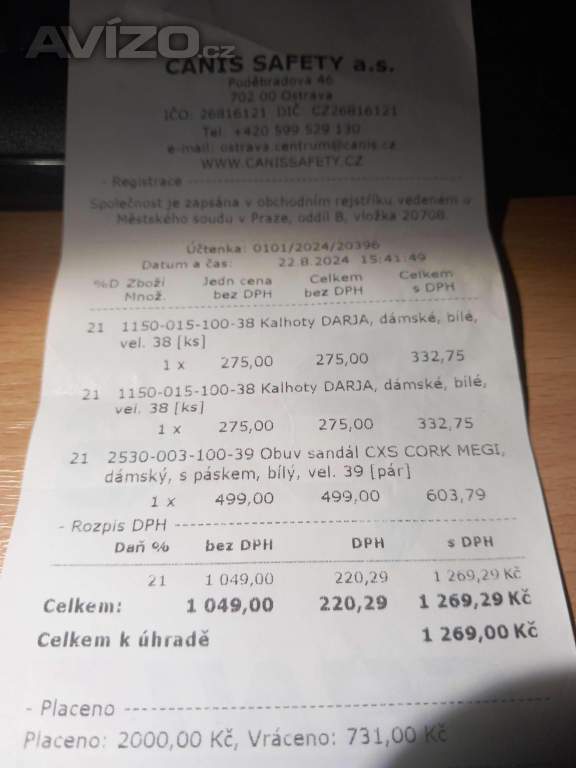 AVÍZO.cz
CANIS SAFETY a.s.
Poděbradova 46
702 00 Ostrava
IČO: 26816121 DIČ: CZ26816121
Tel: +420 599 529 130
e-mail: ostrava.centrum@canis.cz
WWW.CANISSAFETY.CZ
- Registrace
Společnost je zapsána v obchodním rejstříku vedeném u
Městského soudu v Praze, oddíl B, vložka 20708.
Účtenka: 0101/2024/20396
Datum a čas: 22.8.2024 15:41:49
%D Zboží Jedn cena Celkem Celkem
Množ. bez DPH bez DPH s DPH
21 1150-015-100-38 Kalhoty DARJA, dámské, bílé,
vel. 38 [ks]
1 x 275,00 275,00 332,75
21 1150-015-100-38 Kalhoty DARJA, dámské, bílé,
vel. 38 [ks]
1 x 275,00 275,00 332,75
21 2530-003-100-39 Obuv sandál CXS CORK MEGI,
dámský, s páskem, bílý, vel. 39 [pár]
1 x 499,00 499,00 603,79
- Rozpis DPH
Daň % bez DPH DPH s DPH
21 1 049,00 220,29 1 269,29 Kč
Celkem: 1 049,00 220,29 1 269,29 Kč
Celkem k úhradě 1 269,00 Kč
- Placeno
Placeno: 2000,00 Kč, Vráceno: 731,00 Kč